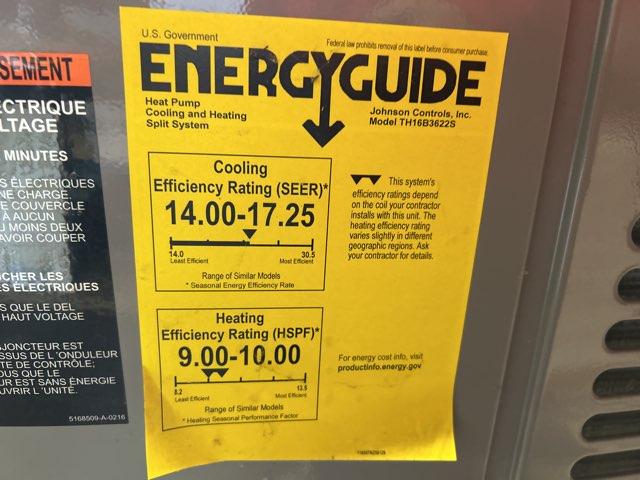 SEMENT
ECTRIQUE
LTAGE
MINUTES
S ÉLECTRIQUES
NE CHARGE
E COUVERCLE
À AUCUN
U MOINS DEUX
AVOIR COUPER
CHER LES
ES ÉLECTRIQUES
S QUE LE DEL
HAUT VOLTAGE
SJONCTEUR EST
SSUS DE L'ONDULEUR
TE DE CONTRÔLE;
OUS QUE LE
UR EST SANS ÉNERGIE
UVRIR L'UNITÉ.
5168509-A-0216
U.S. Government
Federal law prohibits removal of this label before consumer purchase.
ENERGYGUIDE
Heat Pump
Cooling and Heating
Split System
Johnson Controls, Inc.
Model TH16B3622S
Cooling
Efficiency Rating (SEER)*
14.00-17.25
14.0 30.5
Least Efficient Most Efficient
Range of Similar Models
* Seasonal Energy Efficiency Rate
This system's
efficiency ratings depend
on the coil your contractor
installs with this unit. The
heating efficiency rating
varies slightly in different
geographic regions. Ask
your contractor for details.
Heating
Efficiency Rating (HSPF)*
9.00-10.00
8.2 13.5
Least Efficient Most Efficient
Range of Similar Models
* Heating Seasonal Performance Factor
For energy cost info, visit
productinfo.energy.gov